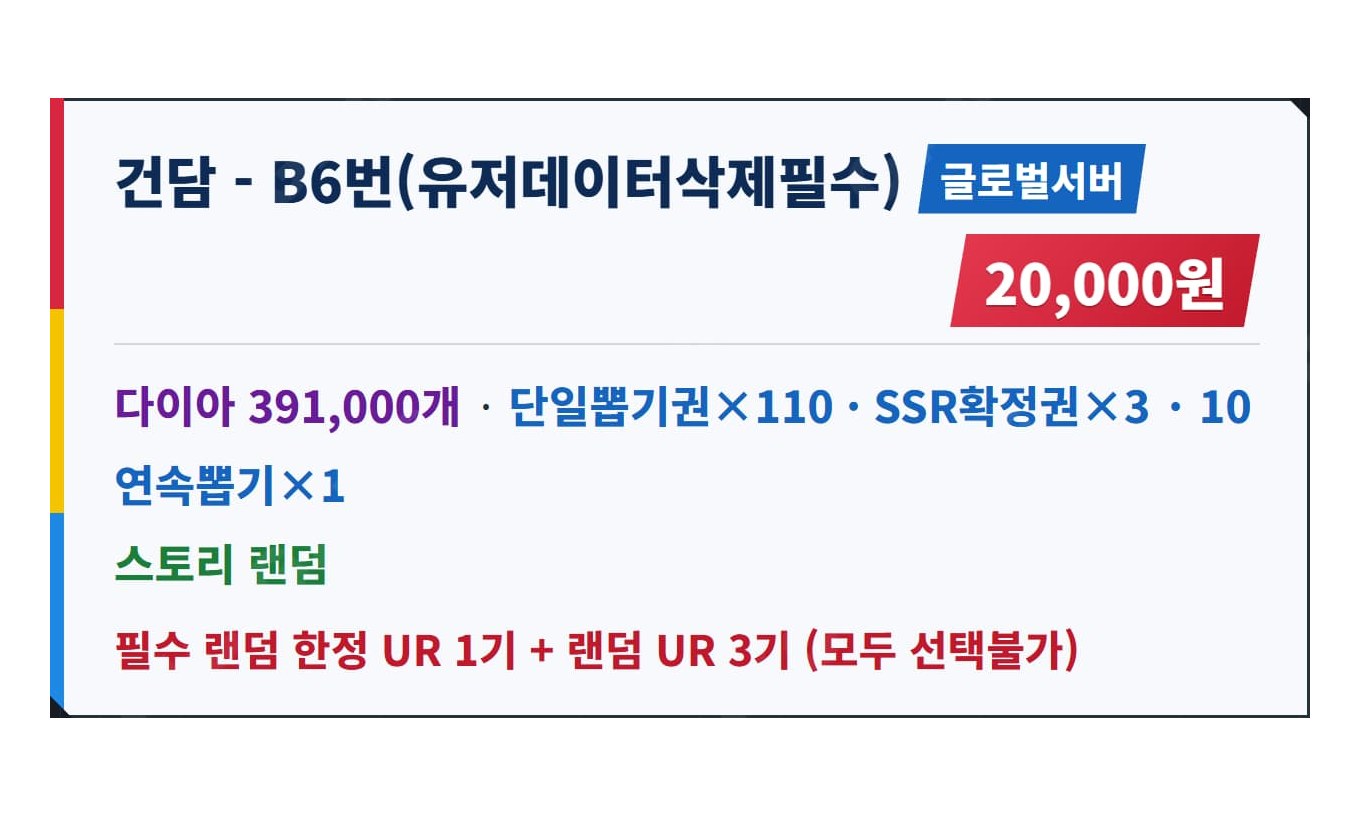 건담 - B6번(유저데이터삭제필수) 글로벌서버
20,000원
다이아 391,000개 · 단일뽑기권×110 · SSR확정권×3 · 10
연속뽑기×1
스토리 랜덤
필수 랜덤 한정 UR 1기 + 랜덤 UR 3기 (모두 선택불가)